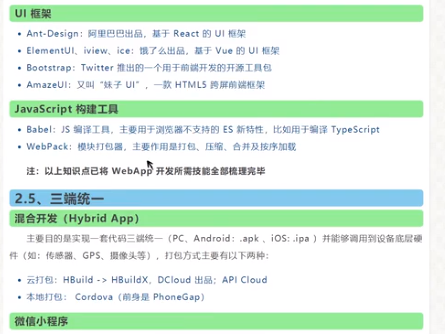 UI 框架
Ant-Design：阿里巴巴出品，基于 React 的 UI 框架
ElementUI、iview、ice：饿了么出品，基于 Vue 的 UI 框架
Bootstrap：Twitter 推出的一个用于前端开发的开源工具包
AmazeUI：又叫“妹子 UI”，一款 HTML5 跨屏前端框架
JavaScript 构建工具
Babel：JS 编译工具，主要用于浏览器不支持的 ES 新特性，比如用于编译 TypeScript
WebPack：模块打包器，主要作用是打包、压缩、合并及按序加载
注：以上知识点已将 WebApp 开发所需技能全部梳理完毕
2.5、三端统一
混合开发（Hybrid App）
主要目的是实现一套代码三端统一（PC、Android：.apk 、iOS：.ipa ）并能够调用到设备底层硬
件（如：传感器、GPS、摄像头等），打包方式主要有以下两种：
云打包：HBuild -> HBuildX，DCloud 出品；API Cloud
本地打包： Cordova（前身是 PhoneGap）
微信小程序